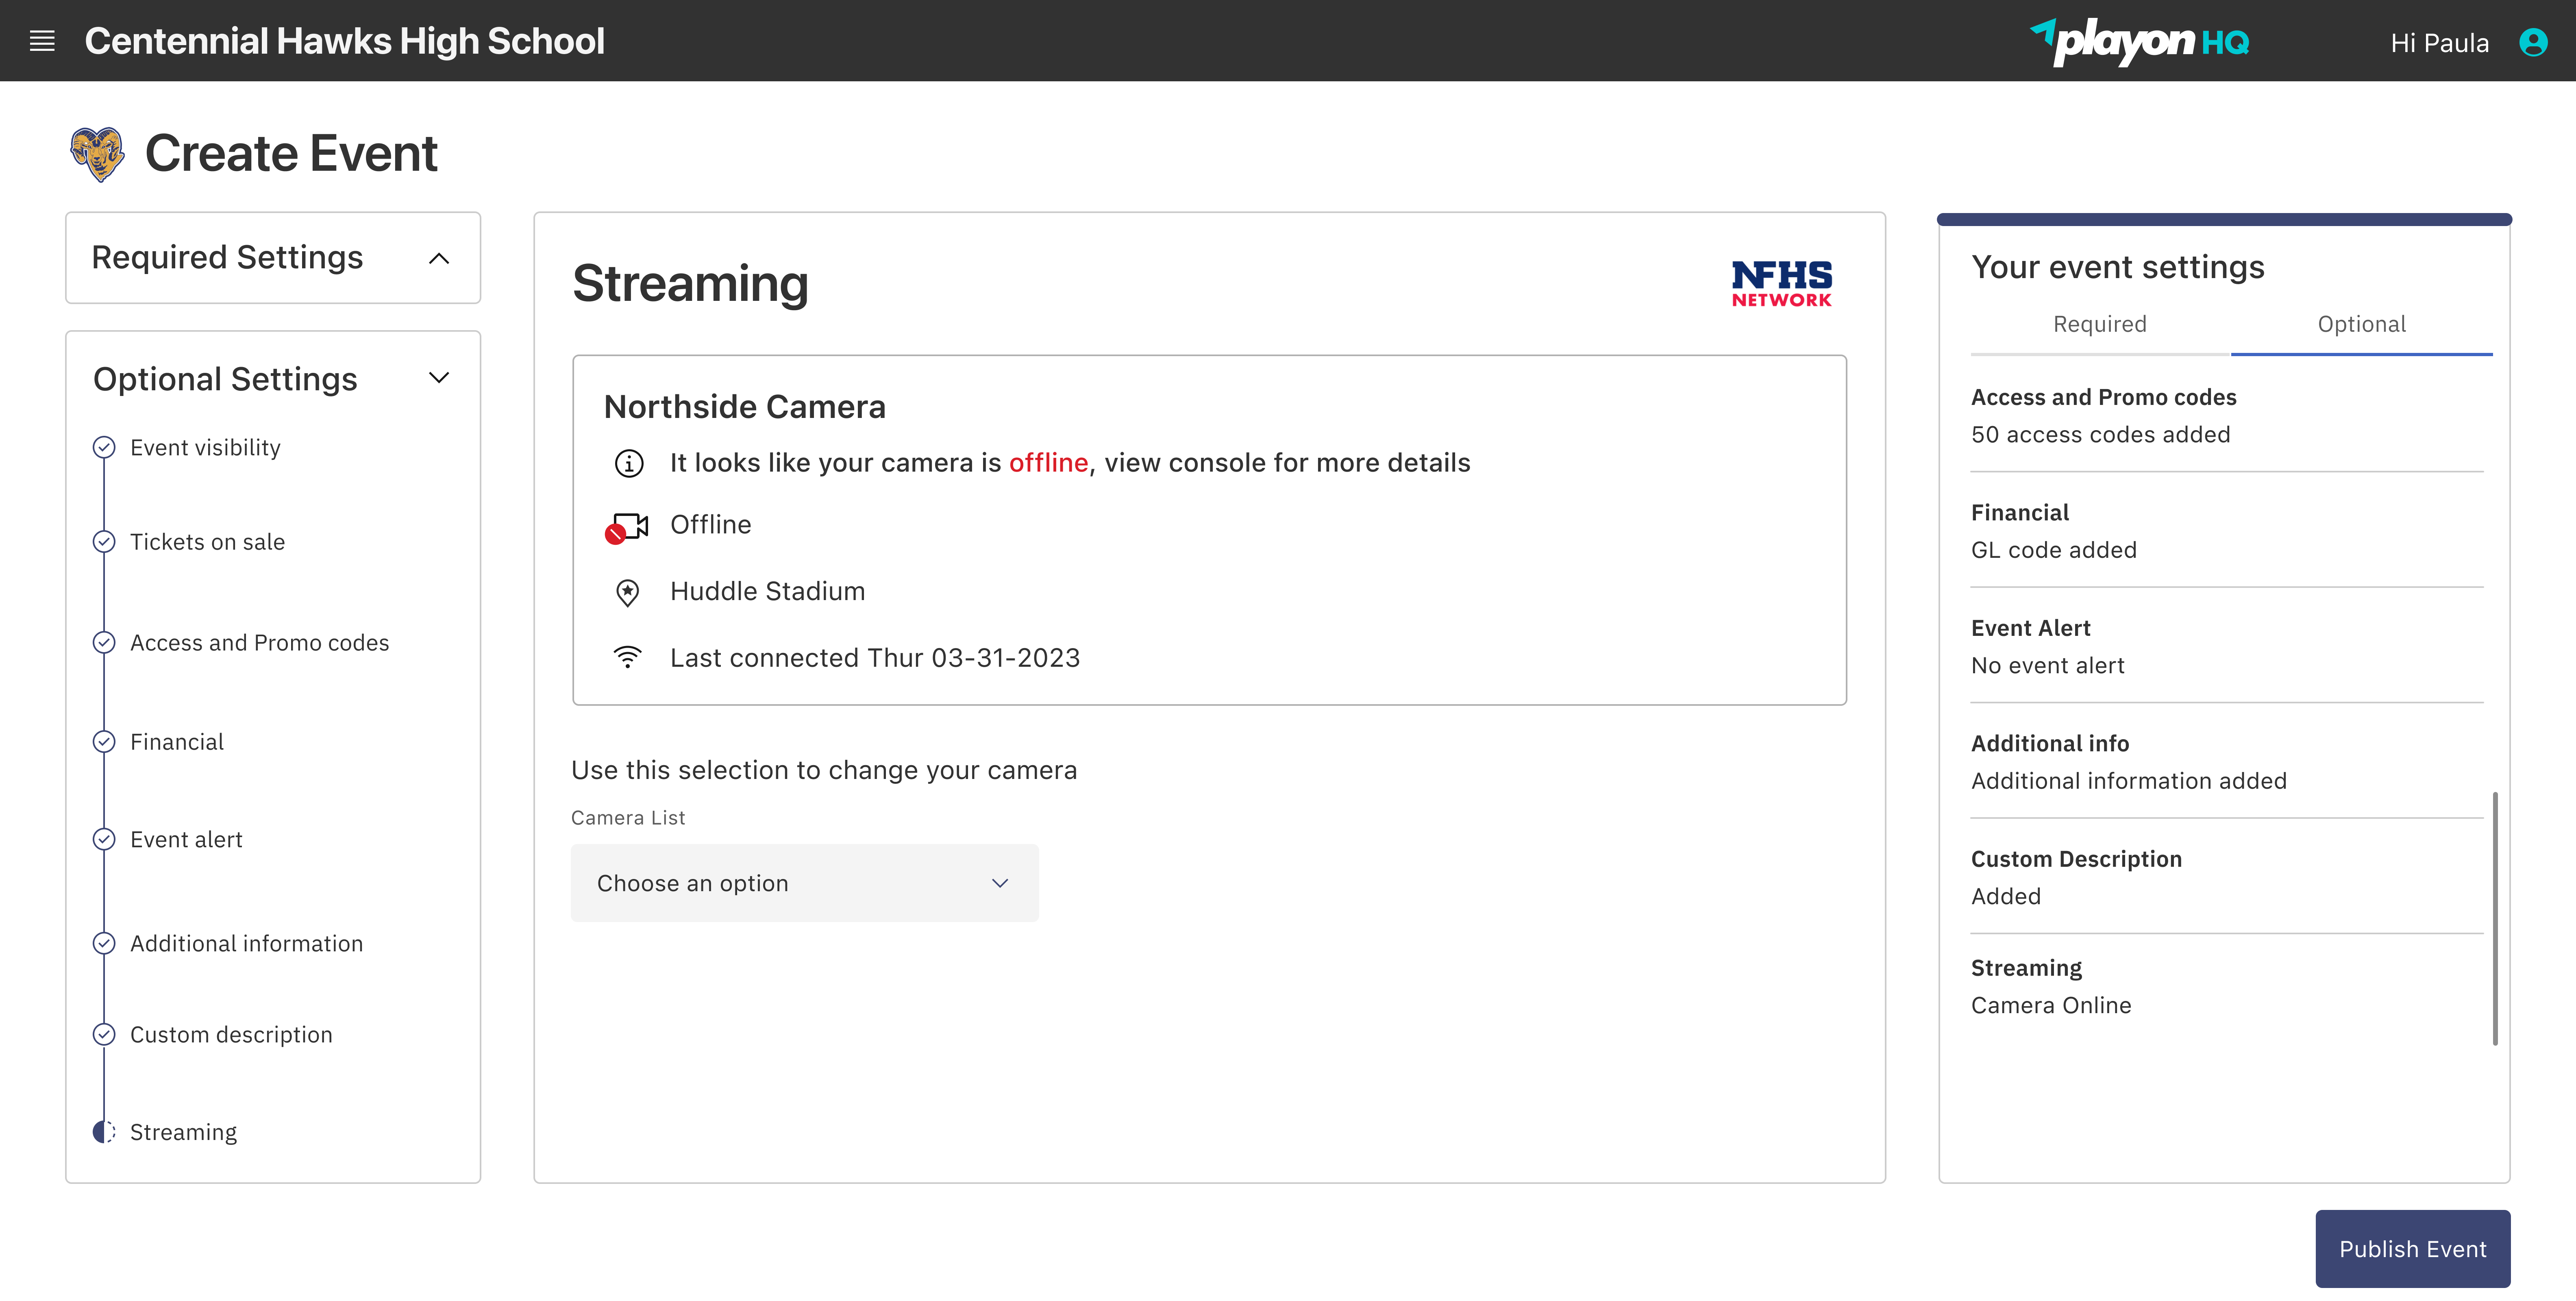 Centennial Hawks High School
playon HQ
Hi Paula
Create Event
Required Settings
Optional Settings
Event visibility
Tickets on sale
Access and Promo codes
Financial
Event alert
Additional information
Custom description
Streaming
Streaming
NFHS
NETWORK
Northside Camera
It looks like your camera is offline, view console for more details
Offline
Huddle Stadium
Last connected Thur 03-31-2023
Use this selection to change your camera
Camera List
Choose an option
Your event settings
Required
Optional
Access and Promo codes
50 access codes added
Financial
GL code added
Event Alert
No event alert
Additional info
Additional information added
Custom Description
Added
Streaming
Camera Online
Publish Event